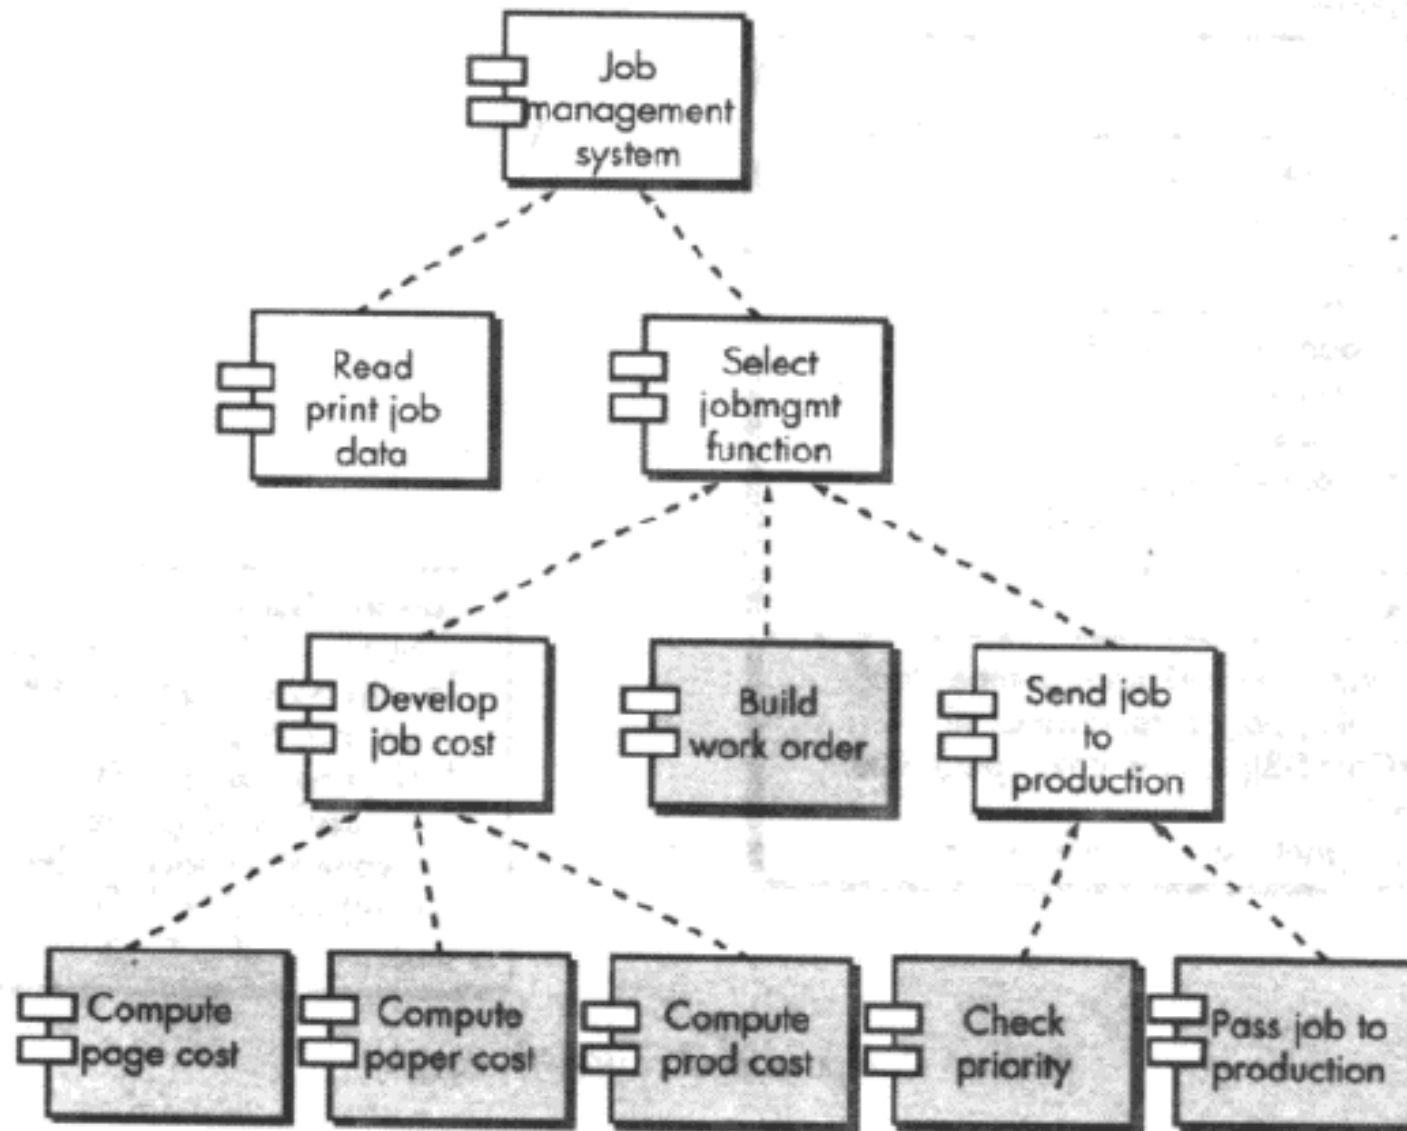 Job
management
system
Read
print job
data
Select
jobmgmt
function
Develop
job cost
Build
work order
Send job
to
production
Compute
page cost
Compute
paper cost
Compute
prod cost
Check
priority
Pass job to
production